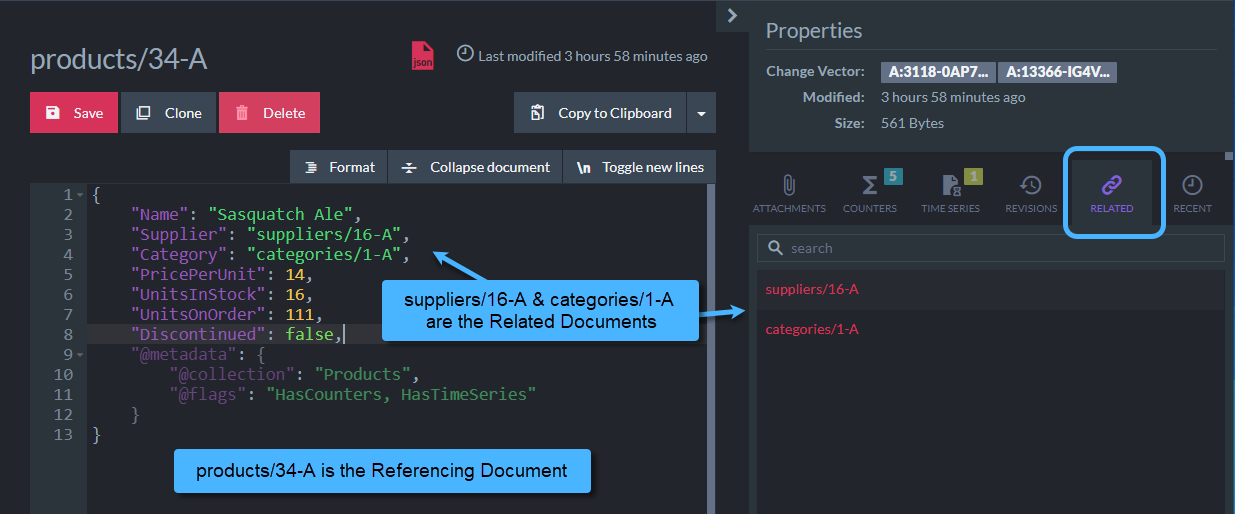 products/34-A
json
Last modified 3 hours 58 minutes ago
Save
Clone
Delete
Copy to Clipboard
Format
Collapse document
\n Toggle new lines
1 {
2 "Name": "Sasquatch Ale",
3 "Supplier": "suppliers/16-A",
4 "Category": "categories/1-A",
5 "PricePerUnit": 14,
6 "UnitsInStock": 16,
7 "UnitsOnOrder": 111,
8 "Discontinued": false,
9 "@metadata": {
10 "@collection": "Products",
11 "@flags": "HasCounters, HasTimeSeries"
12 }
13 }
suppliers/16-A & categories/1-A
are the Related Documents
products/34-A is the Referencing Document
Properties
Change Vector: A:3118-0AP7... A:13366-IG4V...
Modified: 3 hours 58 minutes ago
Size: 561 Bytes
ATTACHMENTS
5
COUNTERS
1
TIME SERIES
REVISIONS
RELATED
RECENT
search
suppliers/16-A
categories/1-A